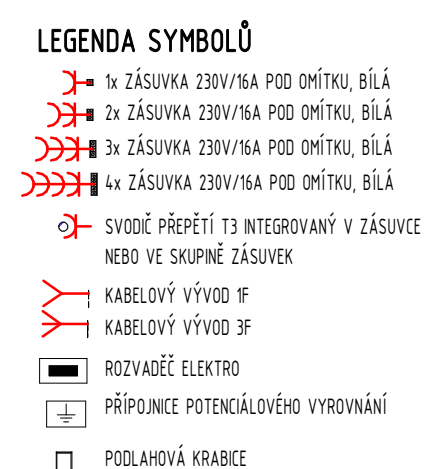 LEGENDA SYMBOLŮ
1x ZÁSUVKA 230V/16A POD OMÍTKU, BÍLÁ
2x ZÁSUVKA 230V/16A POD OMÍTKU, BÍLÁ
3x ZÁSUVKA 230V/16A POD OMÍTKU, BÍLÁ
4x ZÁSUVKA 230V/16A POD OMÍTKU, BÍLÁ
SVODIČ PŘEPĚTÍ T3 INTEGROVANÝ V ZÁSUVCE
NEBO VE SKUPINĚ ZÁSUVEK
KABELOVÝ VÝVOD 1F
KABELOVÝ VÝVOD 3F
ROZVADĚČ ELEKTRO
PŘÍPOJNICE POTENCIÁLOVÉHO VYROVNÁNÍ
PODLAHOVÁ KRABICE